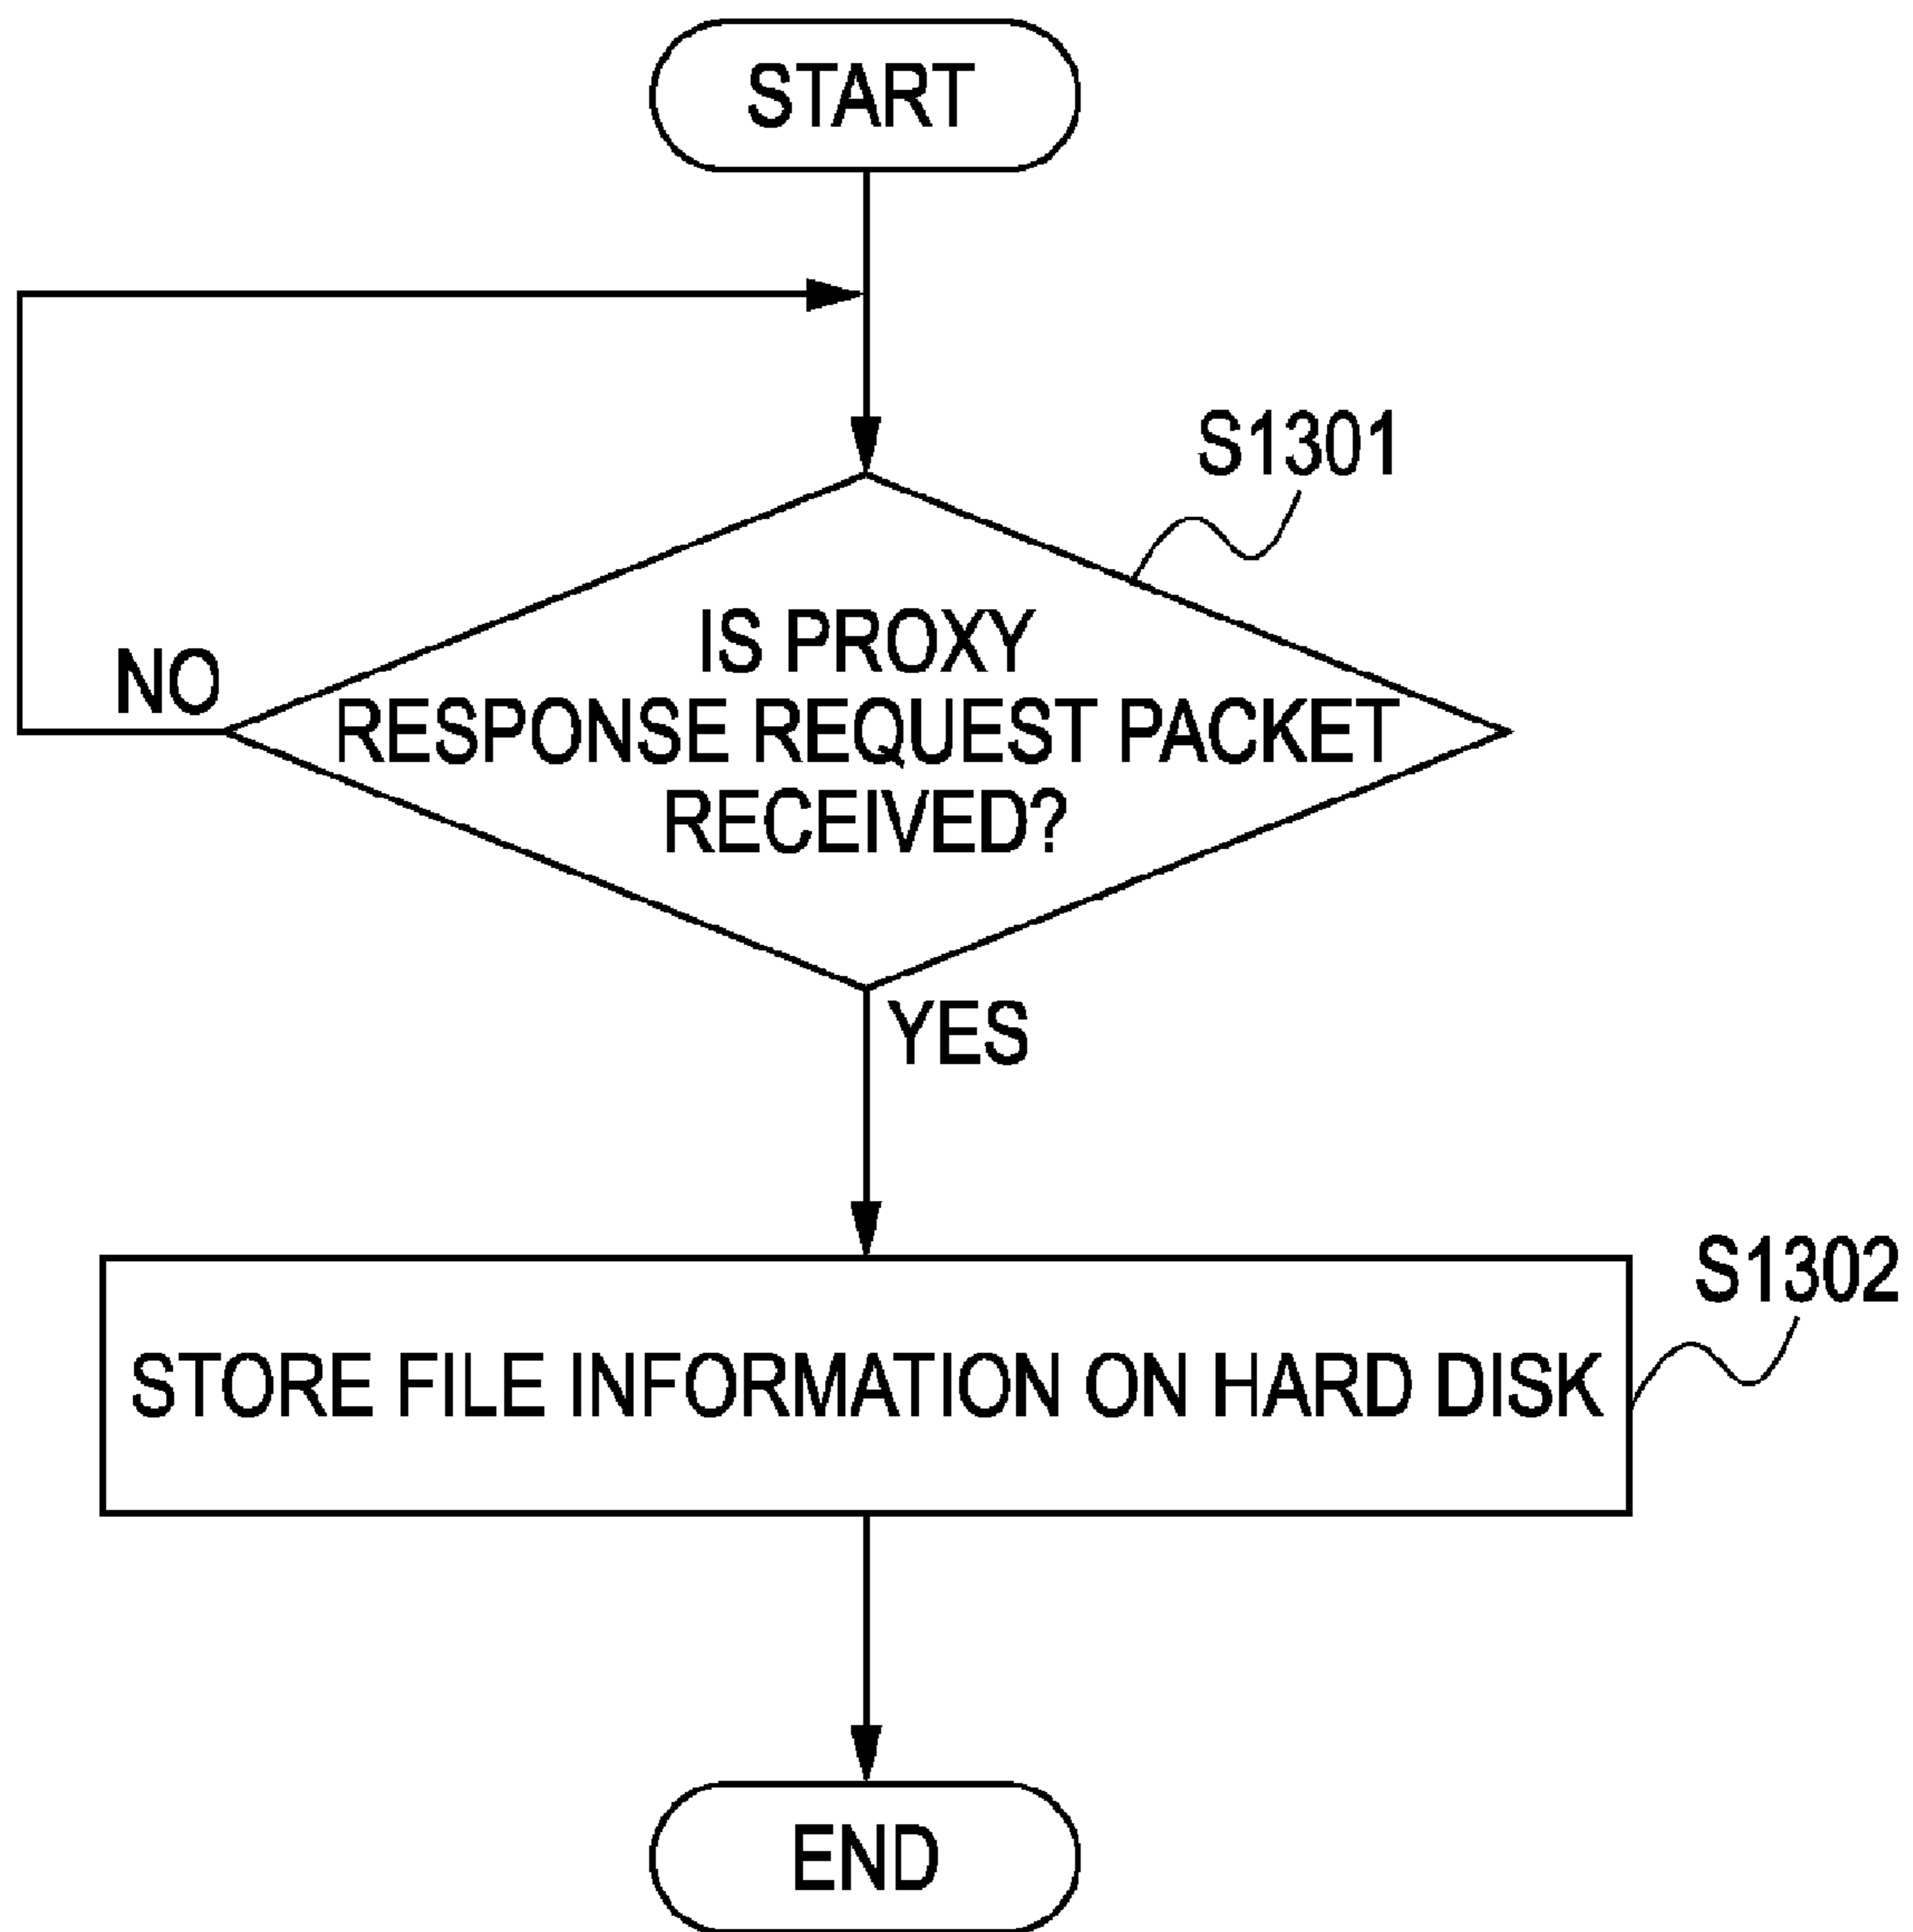 START
S1301
IS PROXY
RESPONSE REQUEST PACKET
RECEIVED?
NO
YES
S1302
STORE FILE INFORMATION ON HARD DISK
END